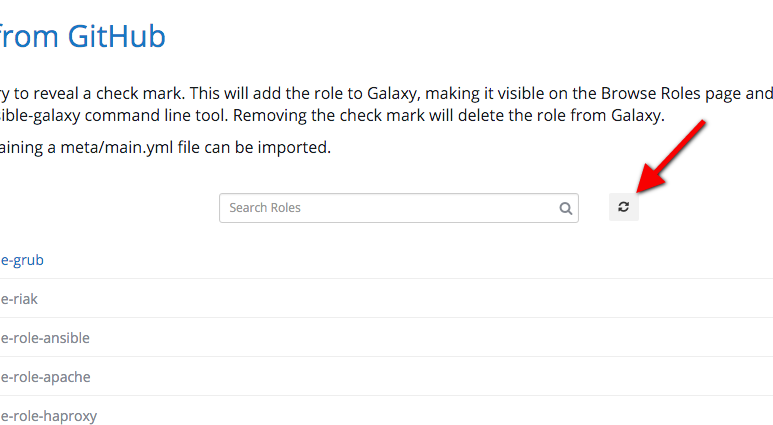 from GitHub
ry to reveal a check mark. This will add the role to Galaxy, making it visible on the Browse Roles page and
sible-galaxy command line tool. Removing the check mark will delete the role from Galaxy.
aining a meta/main.yml file can be imported.
Search Roles
e-grub
e-riak
e-role-ansible
e-role-apache
e-role-haproxy